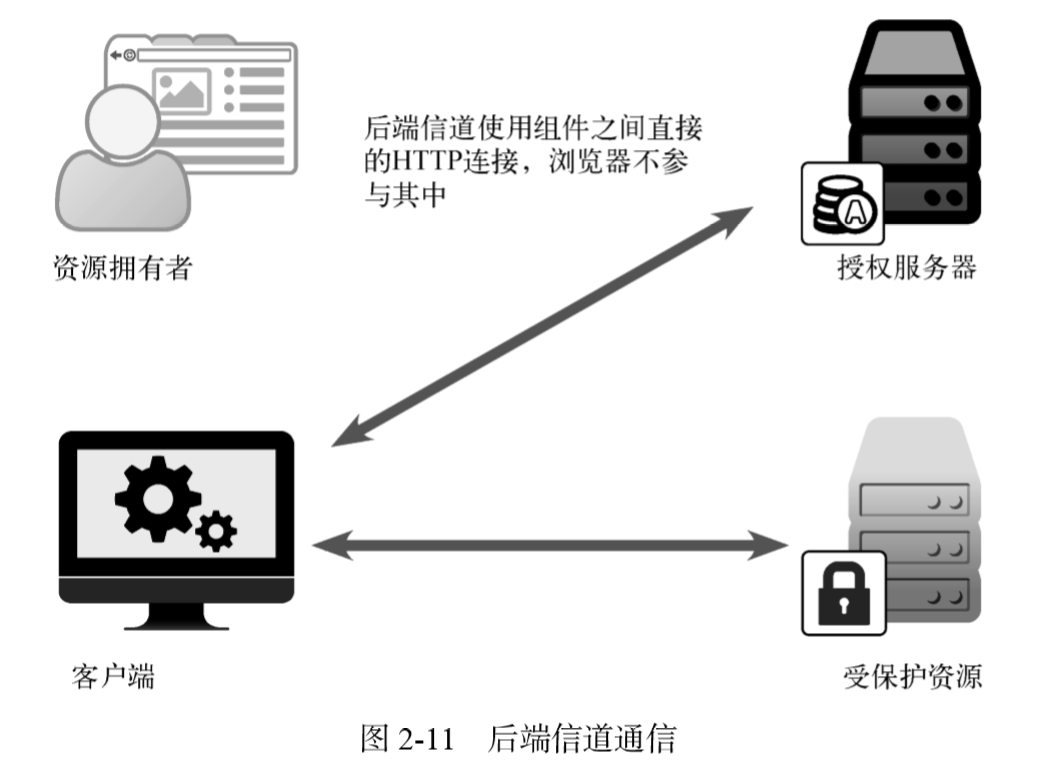 后端信道使用组件之间直接
的HTTP连接，浏览器不参
与其中
资源拥有者
A
授权服务器
客户端
受保护资源
图 2-11 后端信道通信